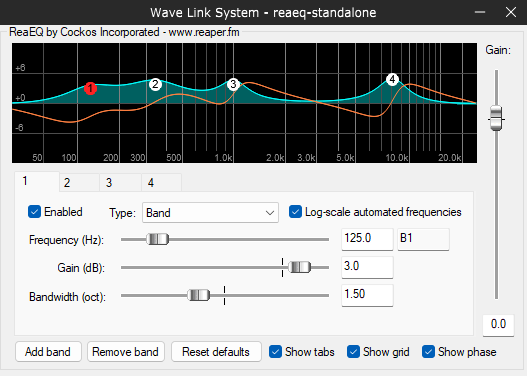 Wave Link System - reaeq-standalone
ReaEQ by Cockos Incorporated - www.reaper.fm
Gain:
+6
+0
-6
1 2 3 4
50 100 200 300 500 1.0k 2.0k 5.0k 10.0k 20.0k
1 2 3 4
Enabled Type: Band Log-scale automated frequencies
Frequency (Hz): 125.0 B1
Gain (dB): 3.0
Bandwidth (oct): 1.50
0.0
Add band Remove band Reset defaults Show tabs Show grid Show phase